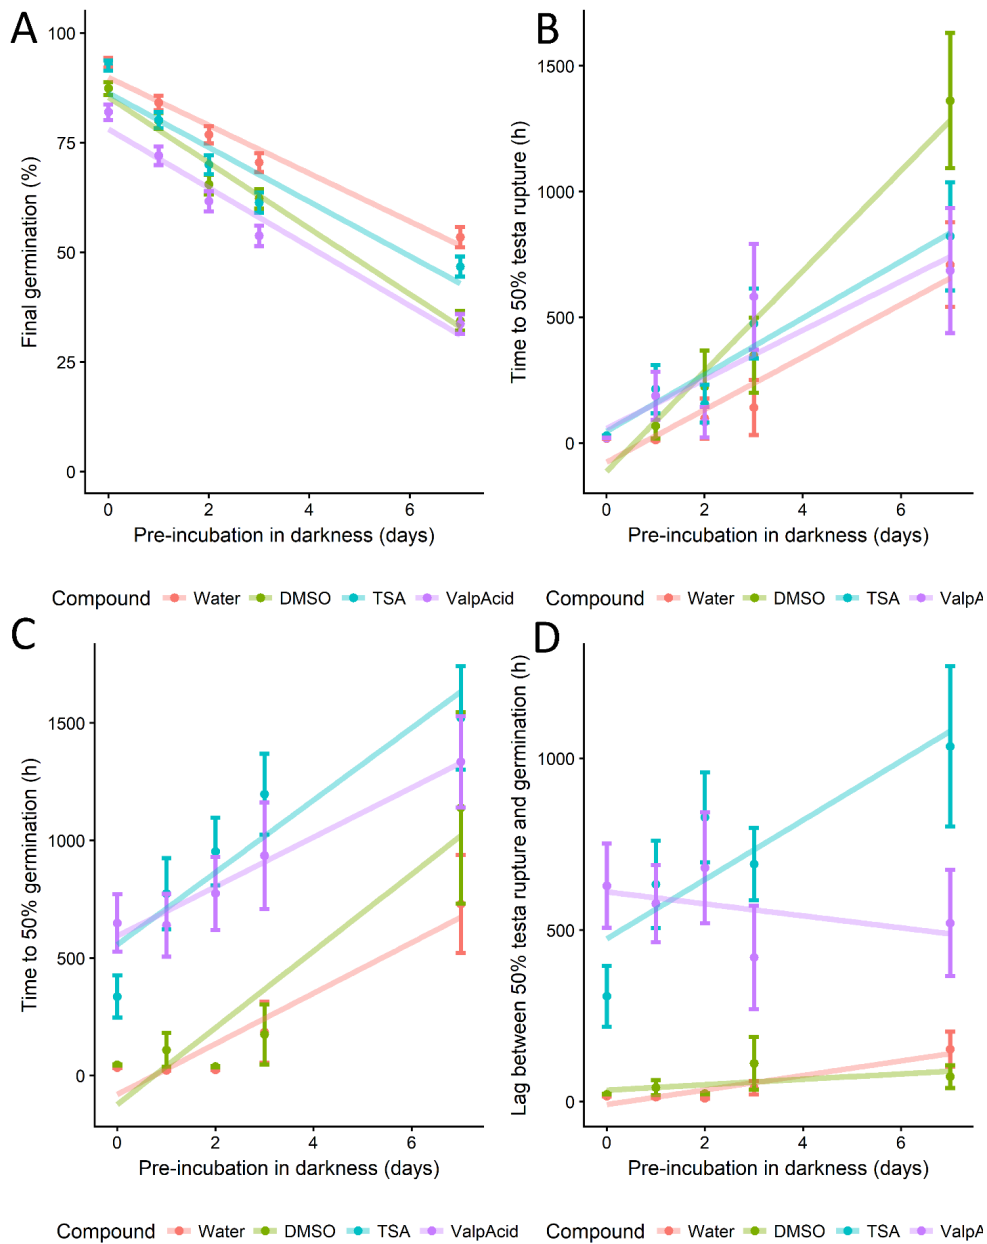 A
Final germination (%)
100
75
50
25
0
0 2 4 6
Pre-incubation in darkness (days)
Compound Water DMSO TSA ValpAcid
B
Time to 50% testa rupture (h)
1500
1000
500
0
0 2 4 6
Pre-incubation in darkness (days)
Compound Water DMSO TSA ValpA
C
Time to 50% germination (h)
1500
1000
500
0
0 2 4 6
Pre-incubation in darkness (days)
Compound Water DMSO TSA ValpAcid
D
Lag between 50% testa rupture and germination (h)
1000
500
0
0 2 4 6
Pre-incubation in darkness (days)
Compound Water DMSO TSA ValpA